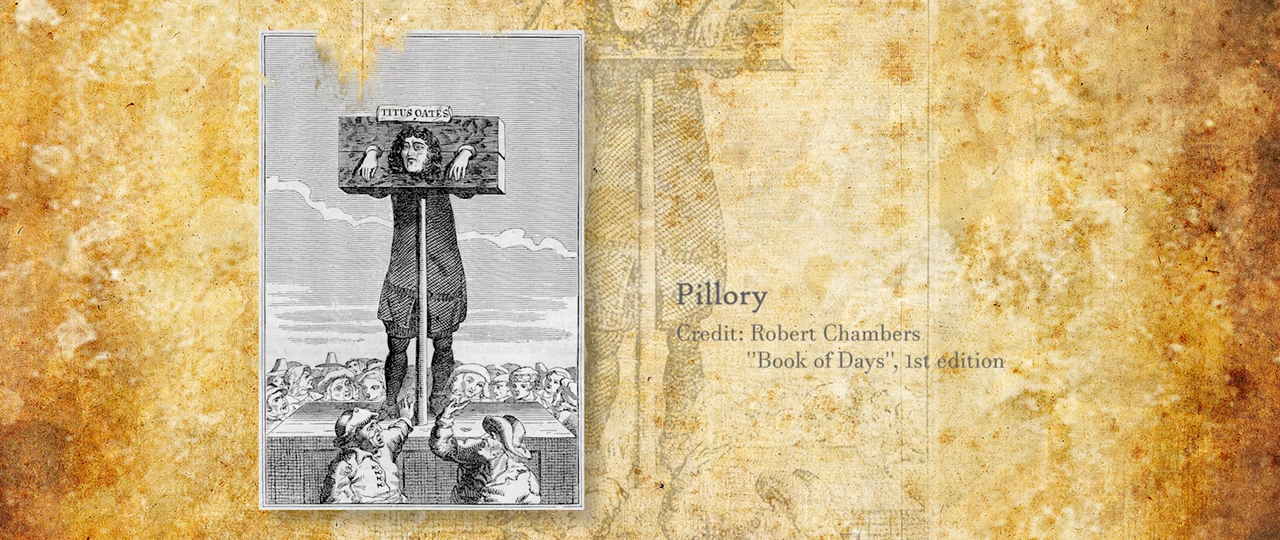 TITUS OATES
Pillory
Credit: Robert Chambers
"Book of Days", 1st edition